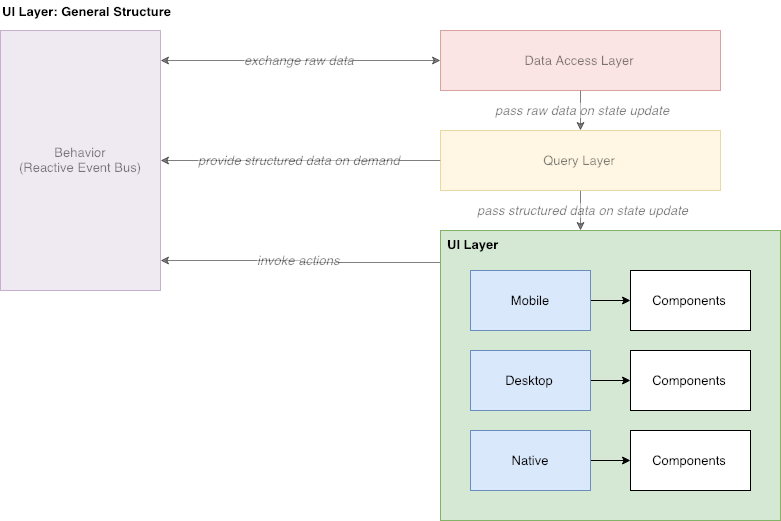 UI Layer: General Structure
exchange raw data
Data Access Layer
pass raw data on state update
Behavior
(Reactive Event Bus)
provide structured data on demand
Query Layer
pass structured data on state update
UI Layer
invoke actions
Mobile
Components
Desktop
Components
Native
Components